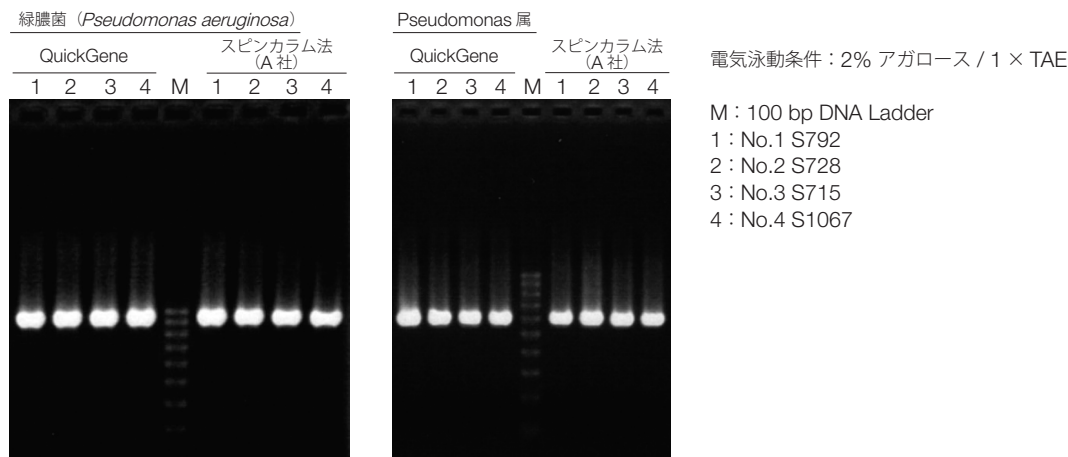 緑膿菌（Pseudomonas aeruginosa）
QuickGene
スピンカラム法
（A 社）
1 2 3 4 M 1 2 3 4
Pseudomonas 属
QuickGene
スピンカラム法
（A 社）
1 2 3 4 M 1 2 3 4
電気泳動条件：2% アガロース / 1 × TAE
M：100 bp DNA Ladder
1：No.1 S792
2：No.2 S728
3：No.3 S715
4：No.4 S1067